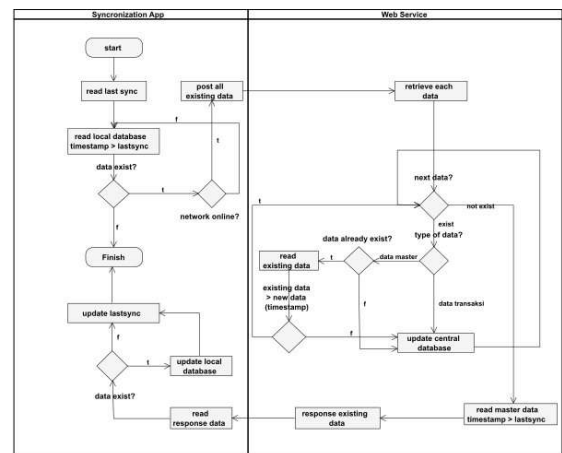 Syncronization App
Web Service
start
read last sync
post all
existing data
retrieve each
data
f
read local database
timestamp > lastsync
t
data exist?
next data?
t
t
not exist
network online?
exist
f
type of data?
data already exist?
Finish
read
existing data
t
data master
existing data
> new data
(timestamp)
f
data transaksi
update lastsync
f
f
update central
database
t
update local
database
data exist?
read
response data
response existing
data
read master data
timestamp > lastsync